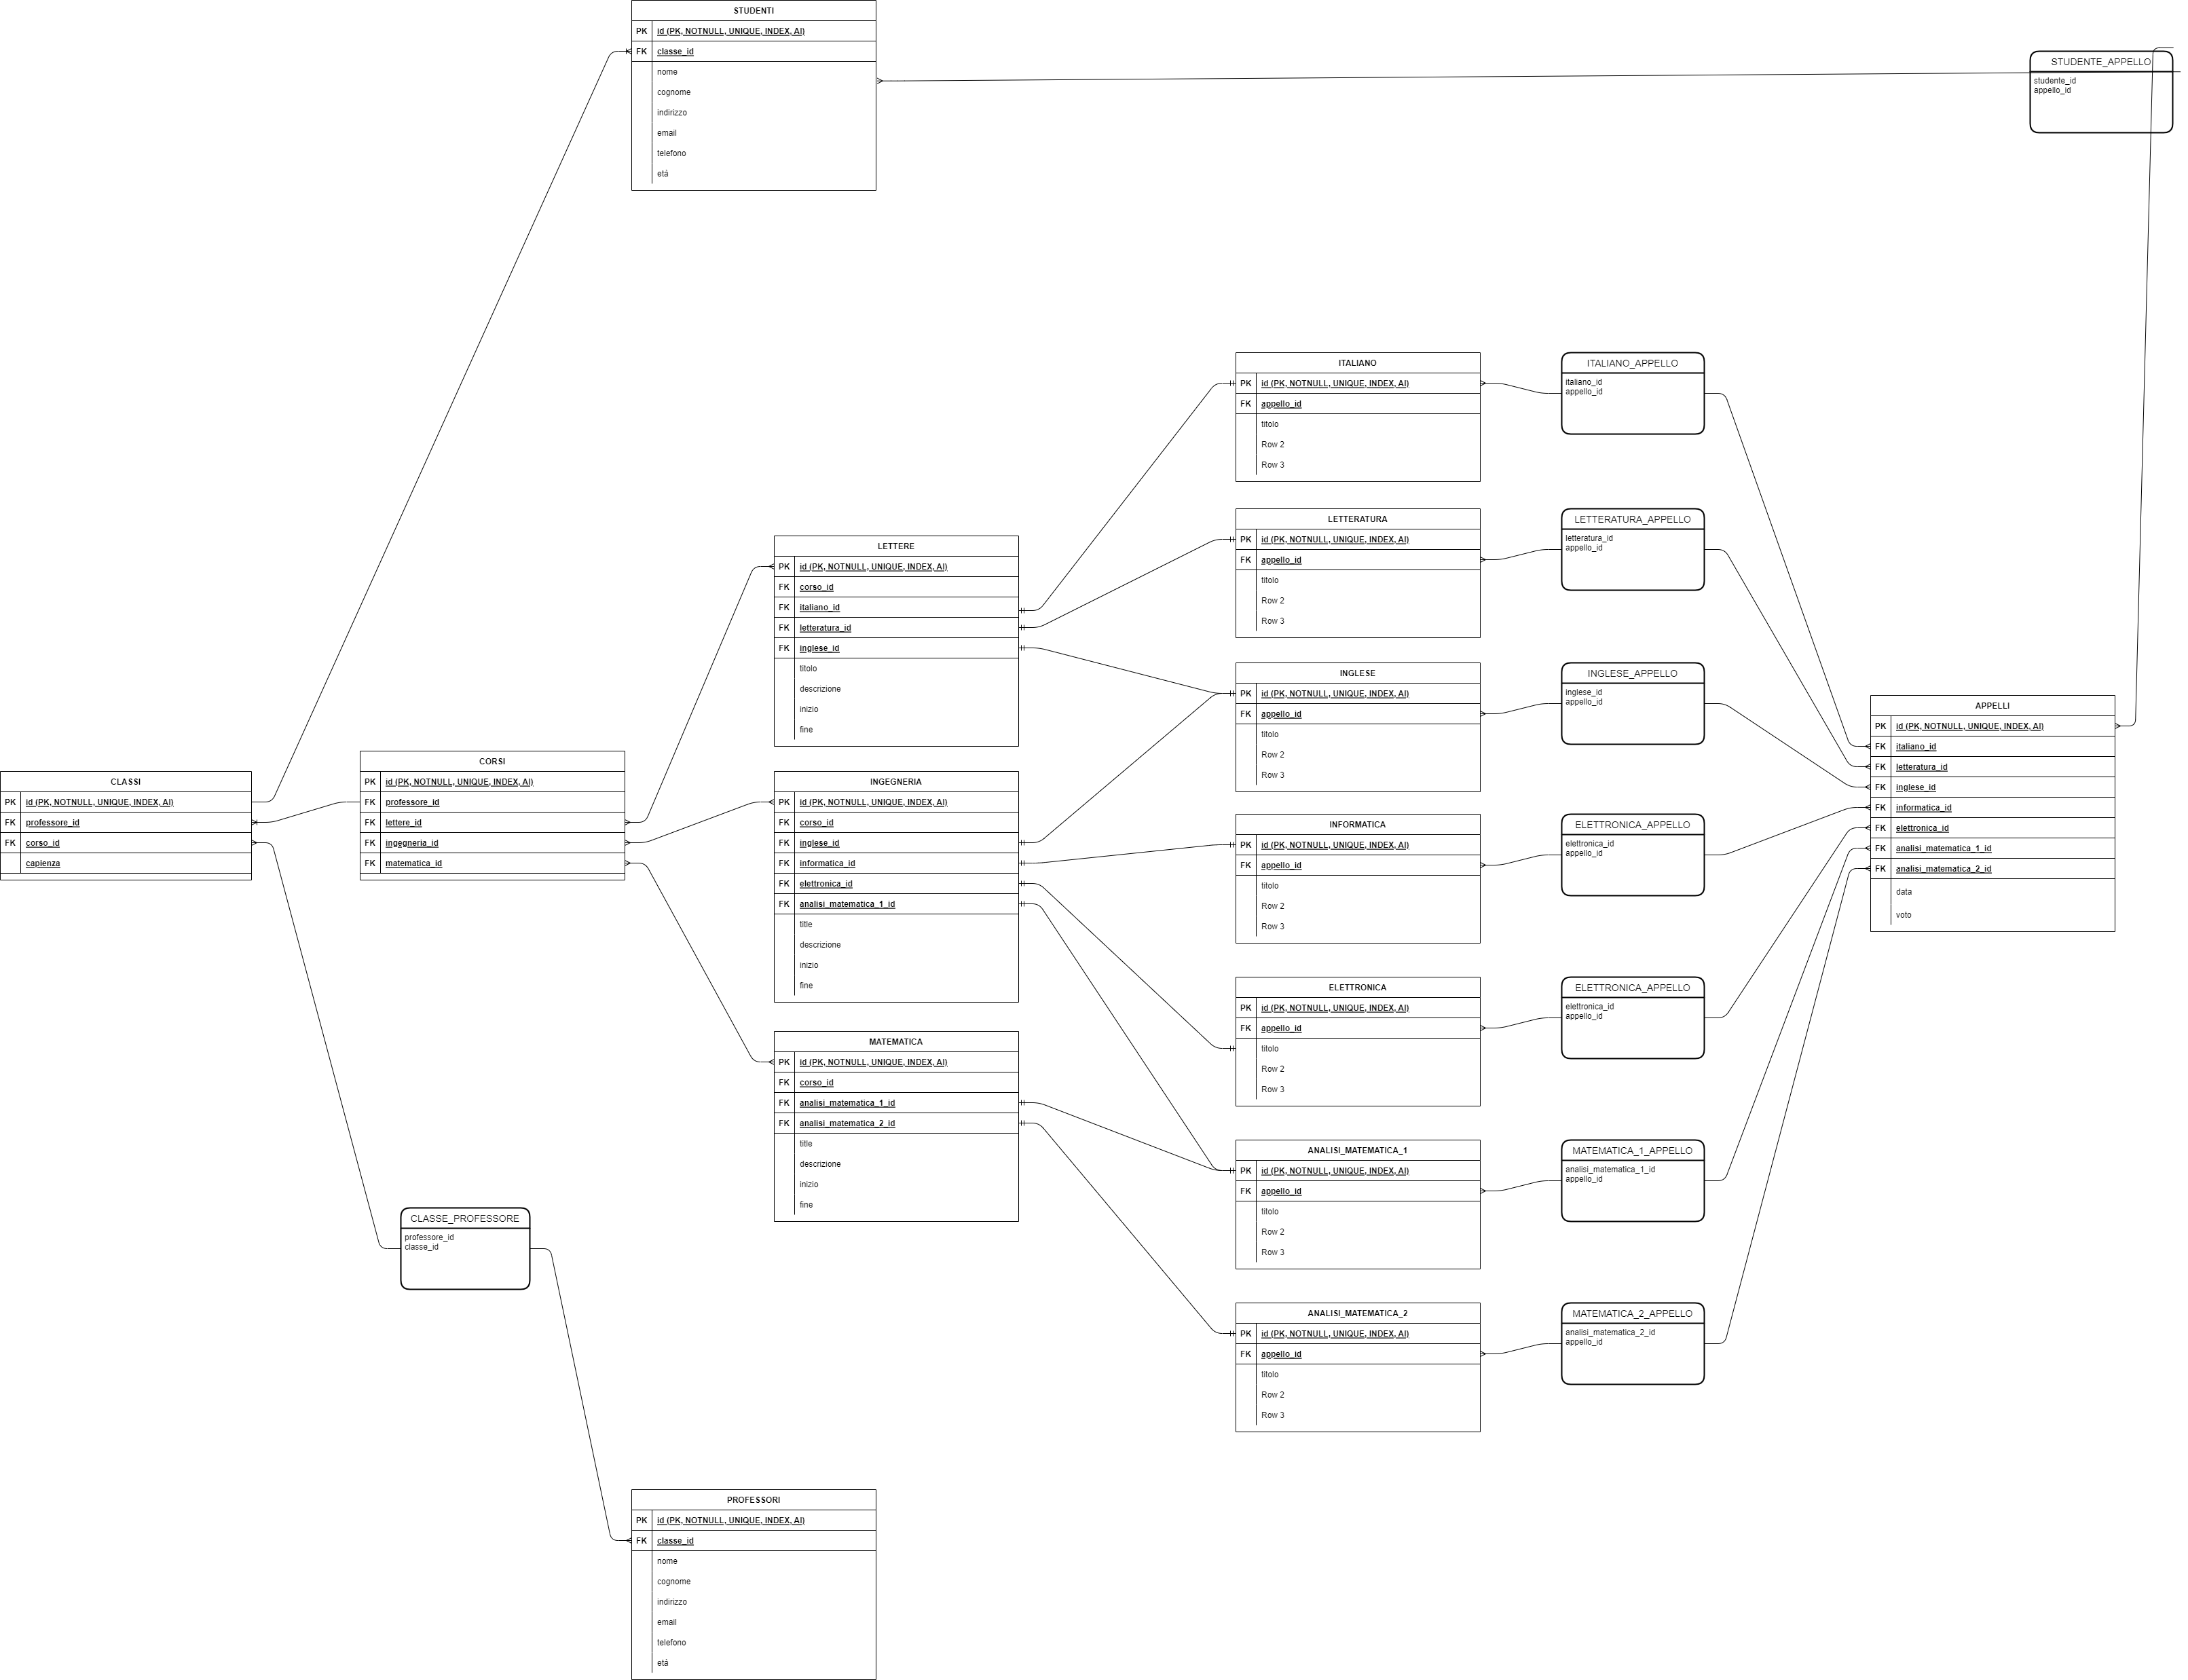 STUDENTI
PK id (PK, NOTNULL, UNIQUE, INDEX, AI)
FK classe_id
nome
cognome
indirizzo
email
telefono
etá
STUDENTE_APPELLO
studente_id
appello_id
ITALIANO
PK id (PK, NOTNULL, UNIQUE, INDEX, AI)
FK appello_id
titolo
Row 2
Row 3
ITALIANO_APPELLO
italiano_id
appello_id
LETTERATURA
PK id (PK, NOTNULL, UNIQUE, INDEX, AI)
FK appello_id
titolo
Row 2
Row 3
LETTERATURA_APPELLO
letteratura_id
appello_id
LETTERE
PK id (PK, NOTNULL, UNIQUE, INDEX, AI)
FK corso_id
FK italiano_id
FK letteratura_id
FK inglese_id
titolo
descrizione
inizio
fine
INGLESE
PK id (PK, NOTNULL, UNIQUE, INDEX, AI)
FK appello_id
titolo
Row 2
Row 3
INGLESE_APPELLO
inglese_id
appello_id
APPELLI
PK id (PK, NOTNULL, UNIQUE, INDEX, AI)
FK italiano_id
FK letteratura_id
FK inglese_id
FK informatica_id
FK elettronica_id
FK analisi_matematica_1_id
FK analisi_matematica_2_id
data
voto
CLASSI
PK id (PK, NOTNULL, UNIQUE, INDEX, AI)
FK professore_id
FK corso_id
capienza
CORSI
PK id (PK, NOTNULL, UNIQUE, INDEX, AI)
FK professore_id
FK lettere_id
FK ingegneria_id
FK matematica_id
INGEGNERIA
PK id (PK, NOTNULL, UNIQUE, INDEX, AI)
FK corso_id
FK inglese_id
FK informatica_id
FK elettronica_id
FK analisi_matematica_1_id
title
descrizione
inizio
fine
INFORMATICA
PK id (PK, NOTNULL, UNIQUE, INDEX, AI)
FK appello_id
titolo
Row 2
Row 3
ELETTRONICA_APPELLO
elettronica_id
appello_id
ELETTRONICA
PK id (PK, NOTNULL, UNIQUE, INDEX, AI)
FK appello_id
titolo
Row 2
Row 3
ELETTRONICA_APPELLO
elettronica_id
appello_id
MATEMATICA
PK id (PK, NOTNULL, UNIQUE, INDEX, AI)
FK corso_id
FK analisi_matematica_1_id
FK analisi_matematica_2_id
title
descrizione
inizio
fine
ANALISI_MATEMATICA_1
PK id (PK, NOTNULL, UNIQUE, INDEX, AI)
FK appello_id
titolo
Row 2
Row 3
MATEMATICA_1_APPELLO
analisi_matematica_1_id
appello_id
CLASSE_PROFESSORE
professore_id
classe_id
ANALISI_MATEMATICA_2
PK id (PK, NOTNULL, UNIQUE, INDEX, AI)
FK appello_id
titolo
Row 2
Row 3
MATEMATICA_2_APPELLO
analisi_matematica_2_id
appello_id
PROFESSORI
PK id (PK, NOTNULL, UNIQUE, INDEX, AI)
FK classe_id
nome
cognome
indirizzo
email
telefono
etá